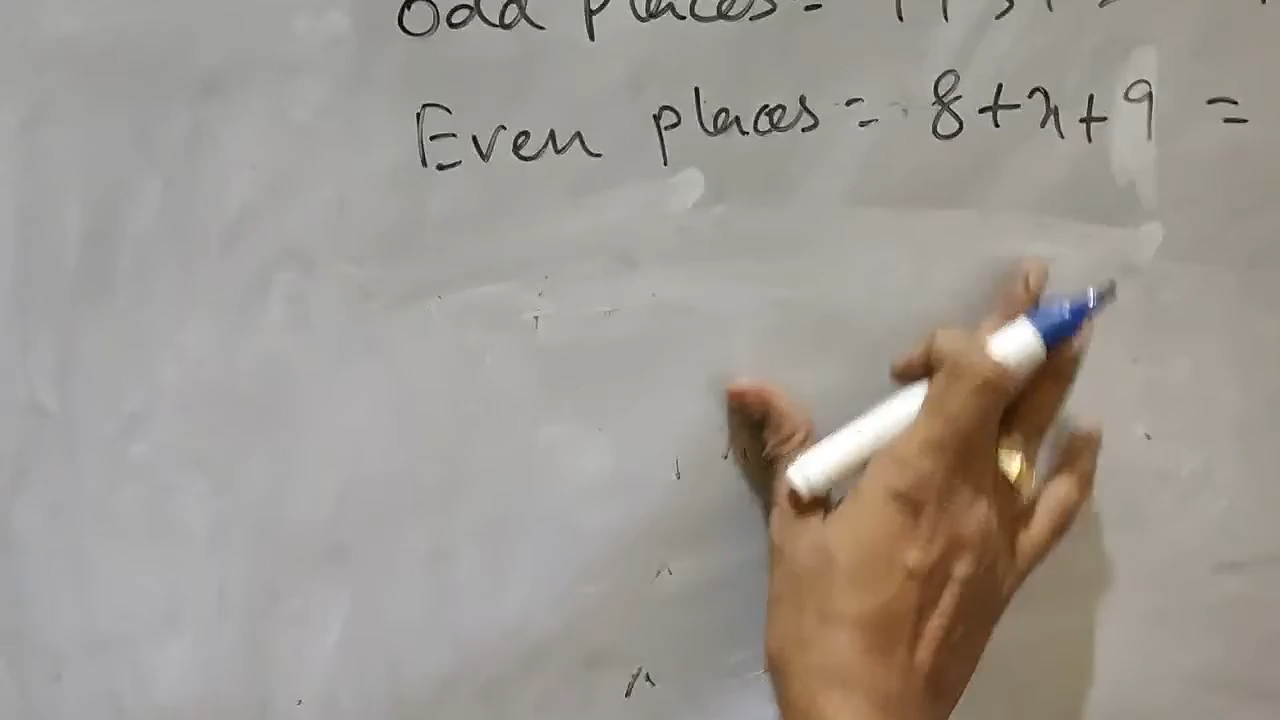 Odd places =
Even places = 8+x+9 =